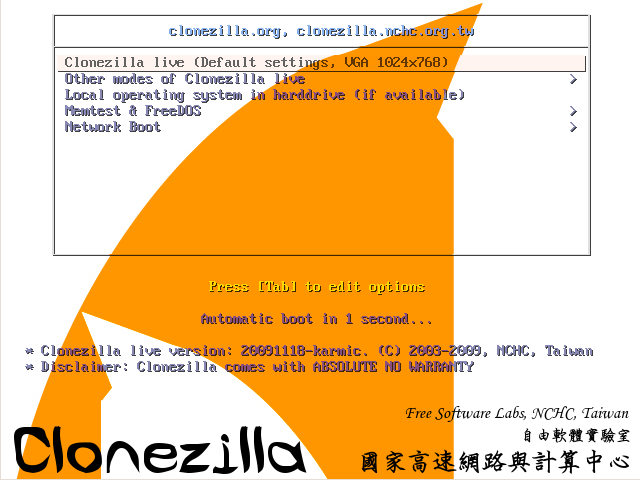 clonezilla.org, clonezilla.nchc.org.tw
Clonezilla live (Default settings, VGA 1024x768)
Other modes of Clonezilla live >
Local operating system in harddrive (if available)
Memtest & FreeDOS >
Network Boot >
Press [Tab] to edit options
Automatic boot in 1 second...
* Clonezilla live version: 20091118-karmic. (C) 2003-2009, NCHC, Taiwan
* Disclaimer: Clonezilla comes with ABSOLUTE NO WARRANTY
Free Software Labs, NCHC, Taiwan
自由軟體實驗室
Clonezilla
國家高速網路與計算中心